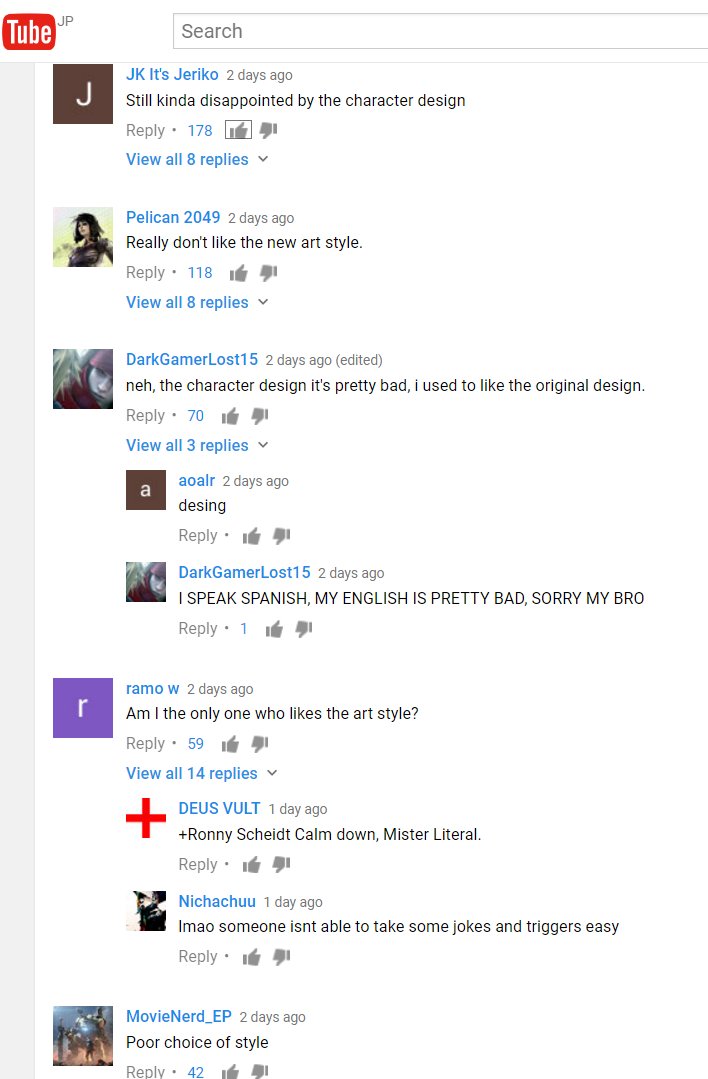 Tube JP
Search
J
JK It's Jeriko 2 days ago
Still kinda disappointed by the character design
Reply • 178
View all 8 replies
Pelican 2049 2 days ago
Really don't like the new art style.
Reply • 118
View all 8 replies
DarkGamerLost15 2 days ago (edited)
neh, the character design it's pretty bad, i used to like the original design.
Reply • 70
View all 3 replies
a
aoalr 2 days ago
desing
Reply •
DarkGamerLost15 2 days ago
I SPEAK SPANISH, MY ENGLISH IS PRETTY BAD, SORRY MY BRO
Reply • 1
r
ramo w 2 days ago
Am I the only one who likes the art style?
Reply • 59
View all 14 replies
DEUS VULT 1 day ago
+Ronny Scheidt Calm down, Mister Literal.
Reply •
Nichachuu 1 day ago
lmao someone isnt able to take some jokes and triggers easy
Reply •
MovieNerd_EP 2 days ago
Poor choice of style
Reply • 42